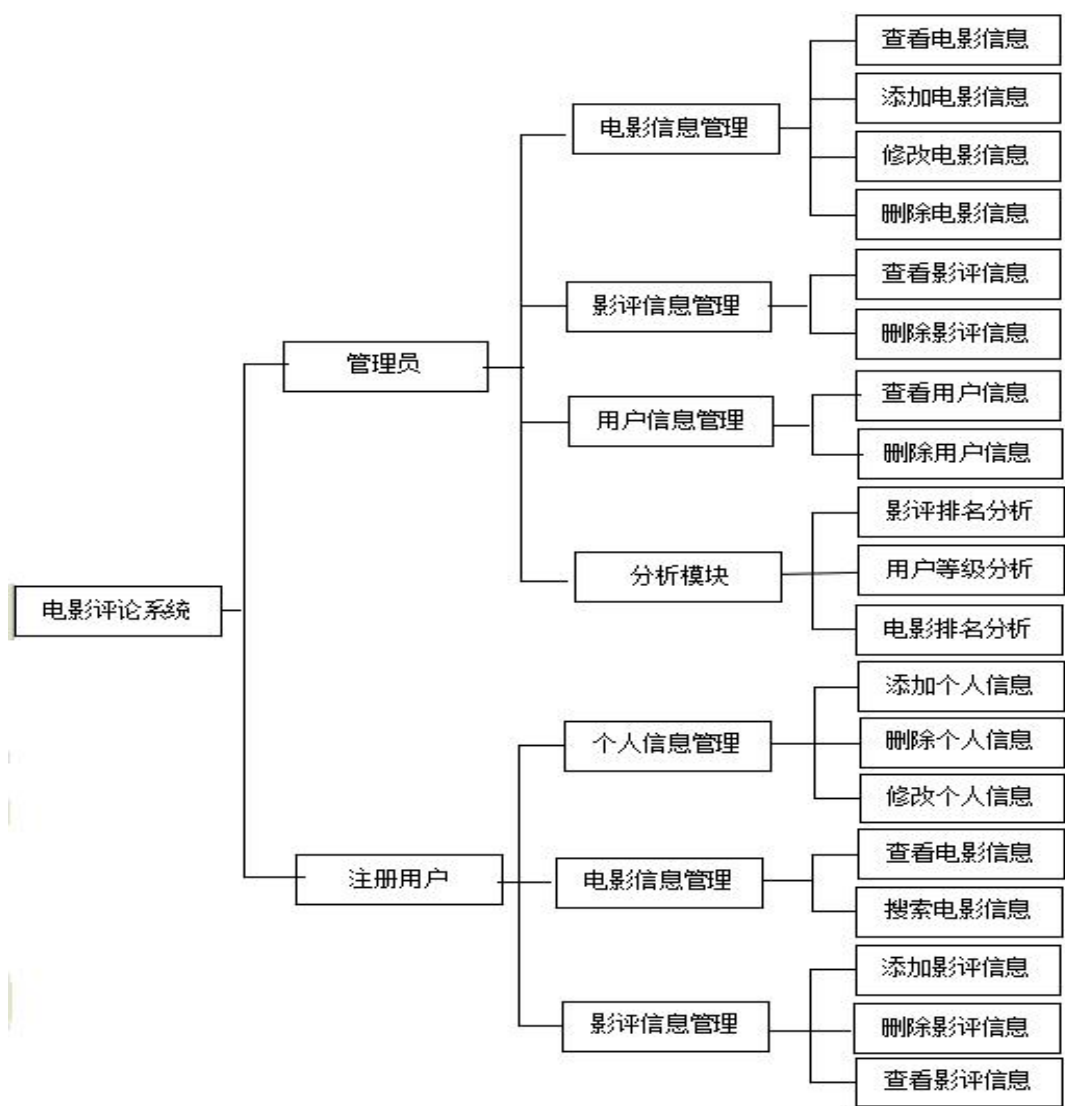 查看电影信息
添加电影信息
电影信息管理
修改电影信息
删除电影信息
查看影评信息
影评信息管理
删除影评信息
管理员
查看用户信息
用户信息管理
删除用户信息
影评排名分析
分析模块
用户等级分析
电影评论系统
电影排名分析
添加个人信息
个人信息管理
删除个人信息
修改个人信息
查看电影信息
注册用户
电影信息管理
搜索电影信息
添加影评信息
影评信息管理
删除影评信息
查看影评信息